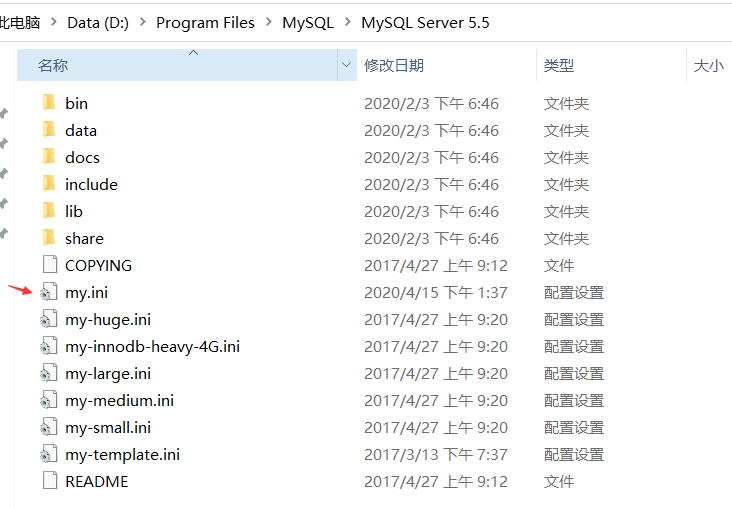 此电脑 > Data (D:) > Program Files > MySQL > MySQL Server 5.5
名称 修改日期 类型 大小
bin 2020/2/3 下午 6:46 文件夹
data 2020/2/3 下午 6:46 文件夹
docs 2020/2/3 下午 6:46 文件夹
include 2020/2/3 下午 6:46 文件夹
lib 2020/2/3 下午 6:46 文件夹
share 2020/2/3 下午 6:46 文件夹
COPYING 2017/4/27 上午 9:12 文件
my.ini 2020/4/15 下午 1:37 配置设置
my-huge.ini 2017/4/27 上午 9:20 配置设置
my-innodb-heavy-4G.ini 2017/4/27 上午 9:20 配置设置
my-large.ini 2017/4/27 上午 9:20 配置设置
my-medium.ini 2017/4/27 上午 9:20 配置设置
my-small.ini 2017/4/27 上午 9:20 配置设置
my-template.ini 2017/3/13 下午 7:37 配置设置
README 2017/4/27 上午 9:12 文件